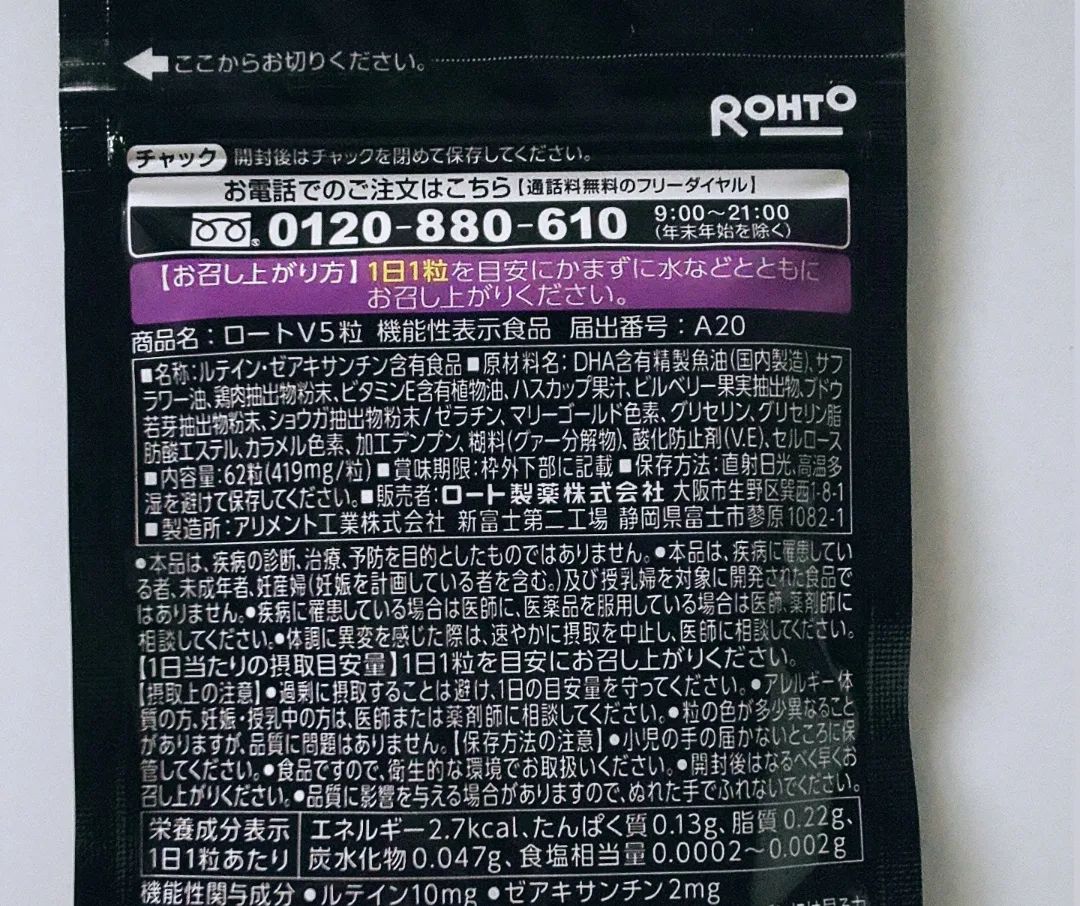 ここからお切りください。
ROHTO
チャック 開封後はチャックを閉めて保存してください。
お電話でのご注文はこちら【通話料無料のフリーダイヤル】
0120-880-610 9:00～21:00
(年末年始を除く)
【お召し上がり方】1日1粒を目安にかまずに水などとともに
お召し上がりください。
商品名：ロートV5粒 機能性表示食品 届出番号：A20
■名称：ルテイン・ゼアキサンチン含有食品■原材料名：DHA含有精製魚油(国内製造)、サフ
ラワー油、鶏肉抽出物粉末、ビタミンE含有植物油、ハスカップ果汁、ビルベリー果実抽出物、ブドウ
若芽抽出物粉末、ショウガ抽出物粉末/ゼラチン、マリーゴールド色素、グリセリン、グリセリン脂
肪酸エステル、カラメル色素、加工デンプン、糊料(グァー分解物)、酸化防止剤(V.E)、セルロース
■内容量：62粒(419mg/粒)■賞味期限：枠外下部に記載■保存方法：直射日光、高温多
湿を避けて保存してください。■販売者：ロート製薬株式会社 大阪市生野区巽西1-8-1
■製造所：アリメント工業株式会社 新富士第二工場 静岡県富士市蓼原1082-1
●本品は、疾病の診断、治療、予防を目的としたものではありません。●本品は、疾病に罹患してい
る者、未成年者、妊産婦(妊娠を計画している者を含む。)及び授乳婦を対象に開発された食品で
はありません。●疾病に罹患している場合は医師に、医薬品を服用している場合は医師、薬剤師に
相談してください。●体調に異変を感じた際は、速やかに摂取を中止し、医師に相談してください。
【1日当たりの摂取目安量】1日1粒を目安にお召し上がりください。
【摂取上の注意】●過剰に摂取することは避け、1日の目安量を守ってください。●アレルギー体
質の方、妊娠・授乳中の方は、医師または薬剤師に相談してください。●粒の色が多少異なること
がありますが、品質に問題はありません。【保存方法の注意】●小児の手の届かないところに保
管してください。●食品ですので、衛生的な環境でお取扱いください。●開封後はなるべく早くお
召し上がりください。●品質に影響を与える場合がありますので、ぬれた手でふれないでください。
栄養成分表示 エネルギー2.7kcal、たんぱく質0.13g、脂質0.22g、
1日1粒あたり 炭水化物0.047g、食塩相当量0.0002～0.002g
機能性関与成分 ●ルテイン10mg ●ゼアキサンチン2mg